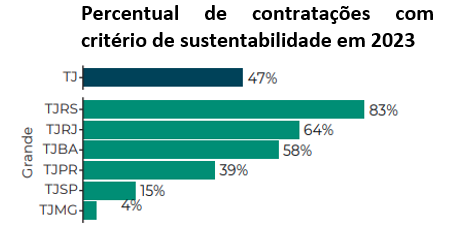 Percentual de contratações com
critério de sustentabilidade em 2023
TJ 47%
Grande
TJRS 83%
TJRJ 64%
TJBA 58%
TJPR 39%
TJSP 15%
TJMG 4%